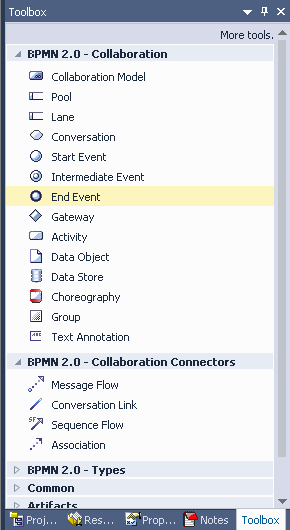 Toolbox
More tools.
BPMN 2.0 - Collaboration
Collaboration Model
Pool
Lane
Conversation
Start Event
Intermediate Event
End Event
Gateway
Activity
Data Object
Data Store
Choreography
Group
ABC Text Annotation
BPMN 2.0 - Collaboration Connectors
Message Flow
Conversation Link
SF Sequence Flow
Association
BPMN 2.0 - Types
Common
Artifacts
Proj... Res... Prop... Notes Toolbox